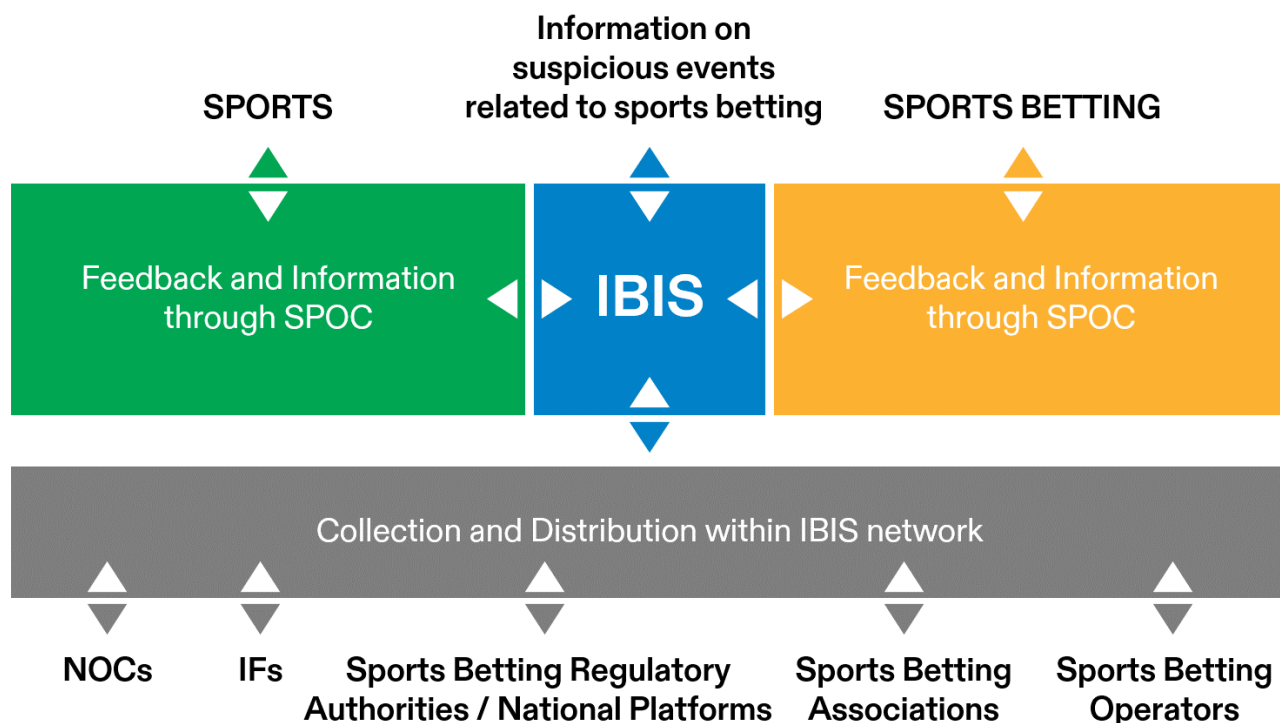 Information on
suspicious events
related to sports betting
SPORTS
SPORTS BETTING
Feedback and Information
through SPOC
IBIS
Feedback and Information
through SPOC
Collection and Distribution within IBIS network
NOCs
IFs
Sports Betting Regulatory
Authorities / National Platforms
Sports Betting
Associations
Sports Betting
Operators